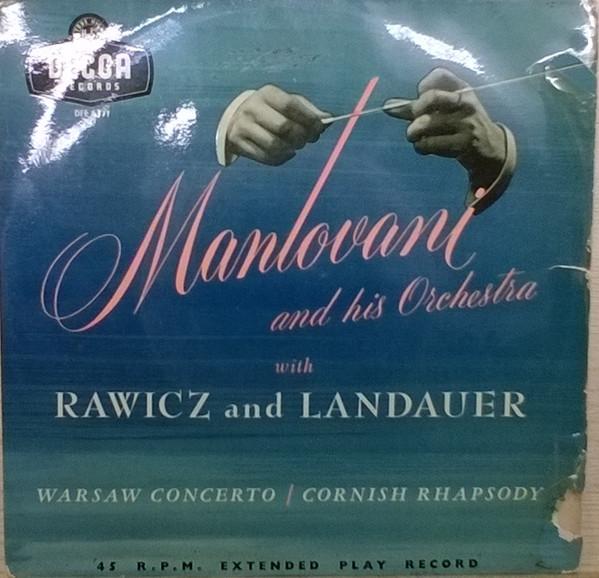 DECCA
RECORDS
Mantovani
and his Orchestra
with
RAWICZ and LANDAUER
WARSAW CONCERTO / CORNISH RHAPSODY
45 R.P.M. EXTENDED PLAY RECORD